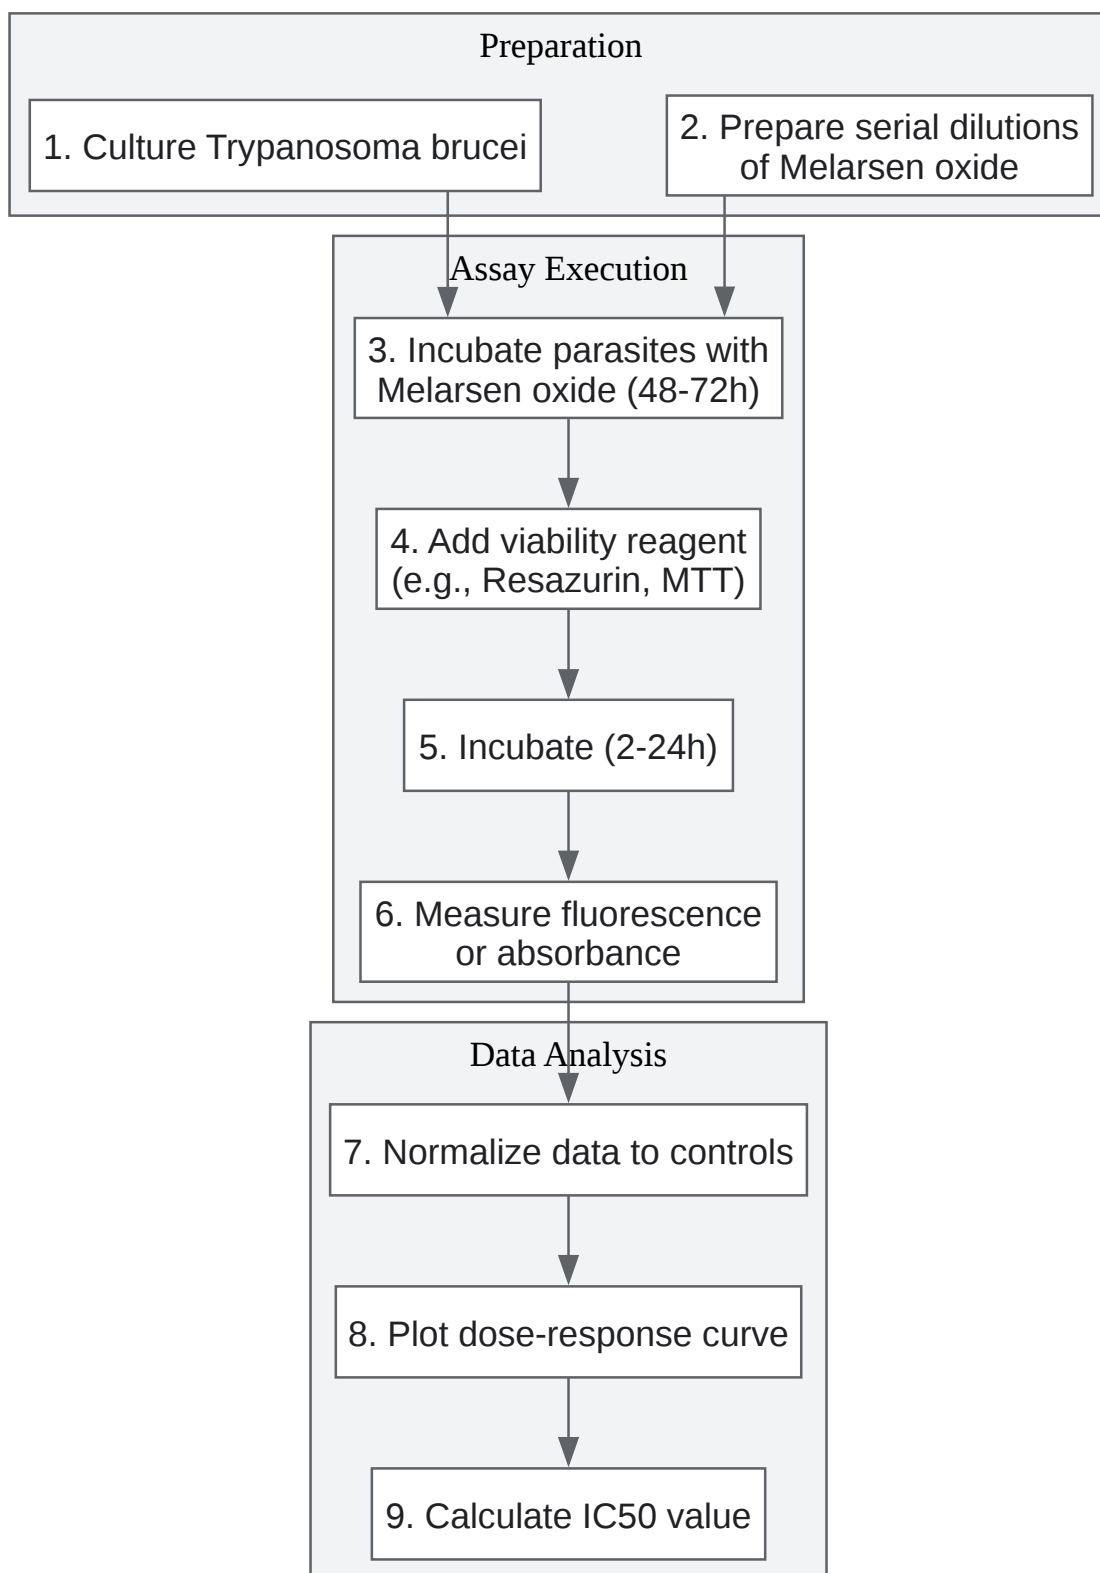 Preparation
1. Culture Trypanosoma brucei
2. Prepare serial dilutions
of Melarsen oxide
Assay Execution
3. Incubate parasites with
Melarsen oxide (48-72h)
4. Add viability reagent
(e.g., Resazurin, MTT)
5. Incubate (2-24h)
6. Measure fluorescence
or absorbance
Data Analysis
7. Normalize data to controls
8. Plot dose-response curve
9. Calculate IC50 value